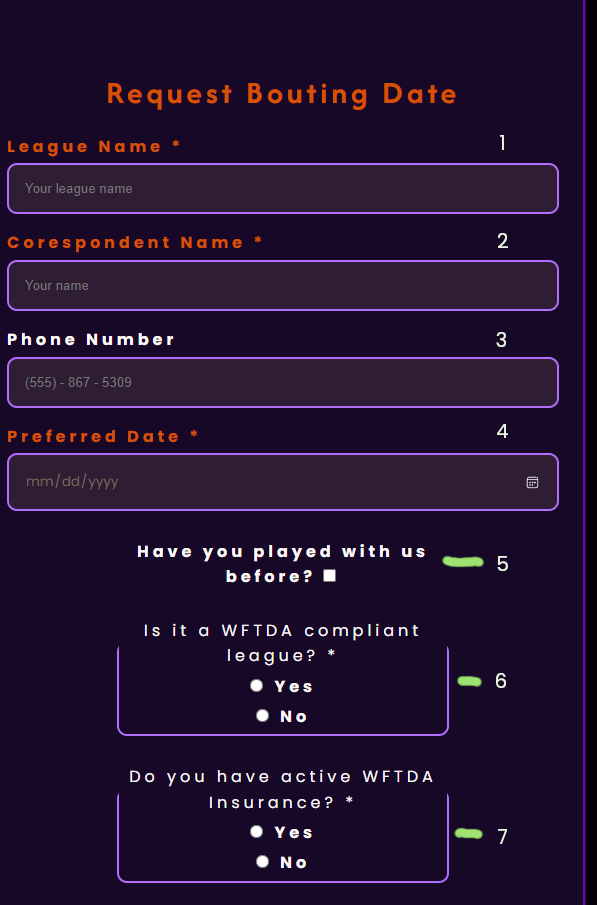 Request Bouting Date
League Name * 1
Your league name
Corespondent Name * 2
Your name
Phone Number 3
(555) - 867 - 5309
Preferred Date * 4
mm/dd/yyyy
Have you played with us
before? 5
Is it a WFTDA compliant
league? *
Yes 6
No
Do you have active WFTDA
Insurance? *
Yes 7
No